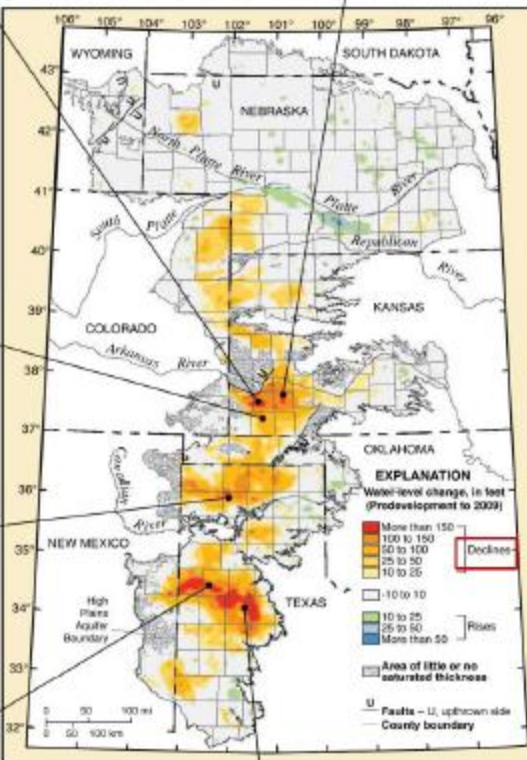 106° 105° 104° 103° 102° 101° 100° 99° 98° 97° 96°
WYOMING
SOUTH DAKOTA
43°
U
NEBRASKA
42°
North Platte River
41°
South Platte
Platte River
40°
Republican
River
39°
KANSAS
COLORADO
Arkansas River
38°
U
37°
OKLAHOMA
Canadian
River
36°
35°
NEW MEXICO
34°
TEXAS
High
Plains
Aquifer
Boundary
33°
32°
0 50 100 mi
0 50 100 km
EXPLANATION
Water-level change, in feet
(Predevelopment to 2009)
More than 150
100 to 150
50 to 100
25 to 50
10 to 25
Declines
-10 to 10
10 to 25
25 to 50
More than 50
Rises
Area of little or no
saturated thickness
U
Faults – U, upthrown side
County boundary